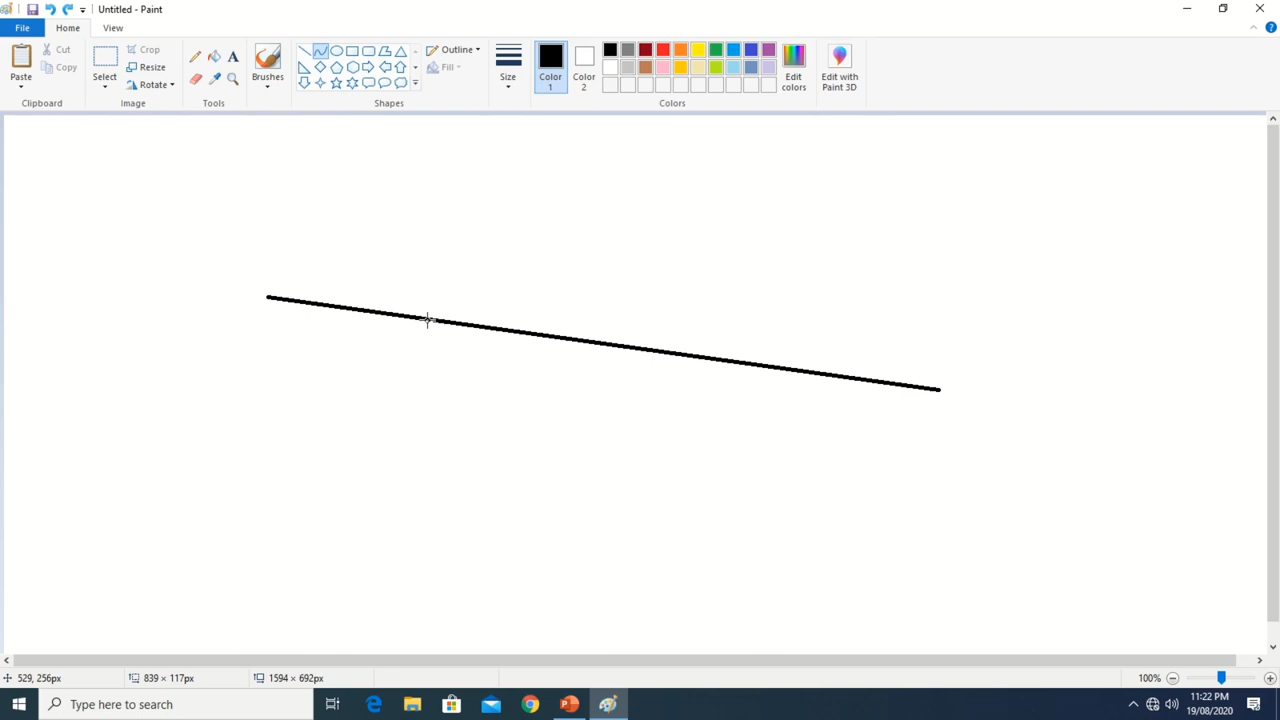 Untitled - Paint
File Home View
Paste
Cut
Copy
Clipboard
Select
Crop
Resize
Rotate
Image
Tools
Brushes
Outline
Fill
Shapes
Size
Color 1
Color 2
Edit colors
Colors
Edit with Paint 3D
529, 256px 839 × 117px 1594 × 692px 100%
Type here to search
11:22 PM
19/08/2020